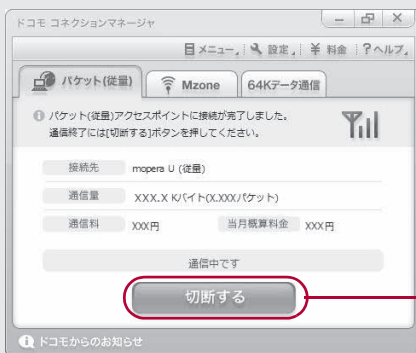 ドコモ コネクションマネージャ
メニュー 設定 ¥ 料金 ?ヘルプ
パケット(従量) Mzone 64Kデータ通信
パケット(従量)アクセスポイントに接続が完了しました。
通信終了には[切断する]ボタンを押してください。
接続先 mopera U (従量)
通信量 XXX.X Kバイト(X.XXXパケット)
通信料 XXX円 当月概算料金 XXX円
通信中です
切断する
ドコモからのお知らせ